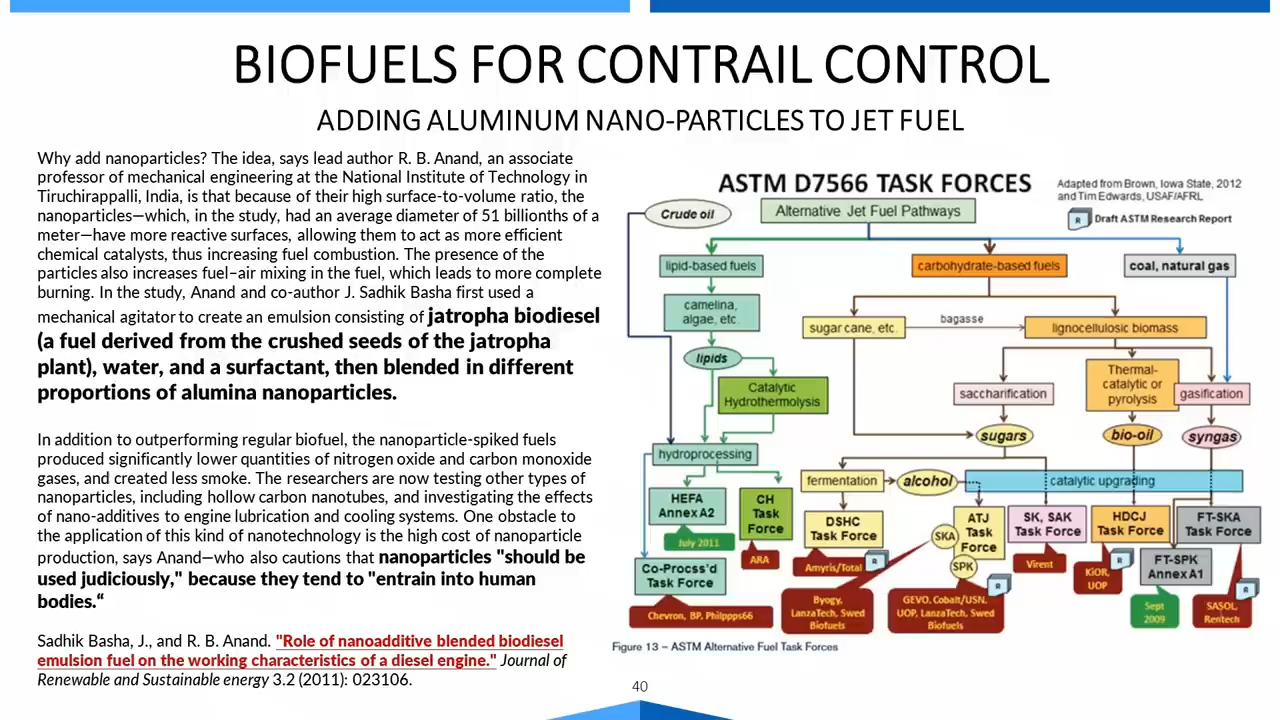 BIOFUELS FOR CONTRAIL CONTROL
ADDING ALUMINUM NANO-PARTICLES TO JET FUEL
Why add nanoparticles? The idea, says lead author R. B. Anand, an associate
professor of mechanical engineering at the National Institute of Technology in
Tiruchirappalli, India, is that because of their high surface-to-volume ratio, the
nanoparticles—which, in the study, had an average diameter of 51 billionths of a
meter—have more reactive surfaces, allowing them to act as more efficient
chemical catalysts, thus increasing fuel combustion. The presence of the
particles also increases fuel–air mixing in the fuel, which leads to more complete
burning. In the study, Anand and co-author J. Sadhik Basha first used a
mechanical agitator to create an emulsion consisting of jatropha biodiesel
(a fuel derived from the crushed seeds of the jatropha
plant), water, and a surfactant, then blended in different
proportions of alumina nanoparticles.
In addition to outperforming regular biofuel, the nanoparticle-spiked fuels
produced significantly lower quantities of nitrogen oxide and carbon monoxide
gases, and created less smoke. The researchers are now testing other types of
nanoparticles, including hollow carbon nanotubes, and investigating the effects
of nano-additives to engine lubrication and cooling systems. One obstacle to
the application of this kind of nanotechnology is the high cost of nanoparticle
production, says Anand—who also cautions that nanoparticles "should be
used judiciously," because they tend to "entrain into human
bodies.“
Sadhik Basha, J., and R. B. Anand. "Role of nanoadditive blended biodiesel
emulsion fuel on the working characteristics of a diesel engine." Journal of
Renewable and Sustainable energy 3.2 (2011): 023106.
ASTM D7566 TASK FORCES
Adapted from Brown, Iowa State, 2012
and Tim Edwards, USAF/AFRL
R Draft ASTM Research Report
Crude oil
Alternative Jet Fuel Pathways
lipid-based fuels
carbohydrate-based fuels
coal, natural gas
camelina,
algae, etc.
sugar cane, etc.
bagasse
lignocellulosic biomass
lipids
Catalytic
Hydrothermolysis
saccharification
Thermal-
catalytic or
pyrolysis
gasification
sugars
bio-oil
syngas
hydroprocessing
fermentation
alcohol
catalytic upgrading
HEFA
Annex A2
CH
Task
Force
DSHC
Task Force
SKA
SPK
ATJ
Task
Force
SK, SAK
Task Force
HDCJ
Task Force
FT-SKA
Task Force
July 2011
ARA
Amyris/Total
R
Virent
KiOR,
UOP
R
FT-SPK
Annex A1
Co-Procss'd
Task Force
Chevron, BP, Philppps66
Byogy,
LanzaTech, Swed
Biofuels
GEVO, Cobalt/USN,
UOP, LanzaTech, Swed
Biofuels
R
Sept
2009
SASOL,
Rentech
R
Figure 13 – ASTM Alternative Fuel Task Forces
40